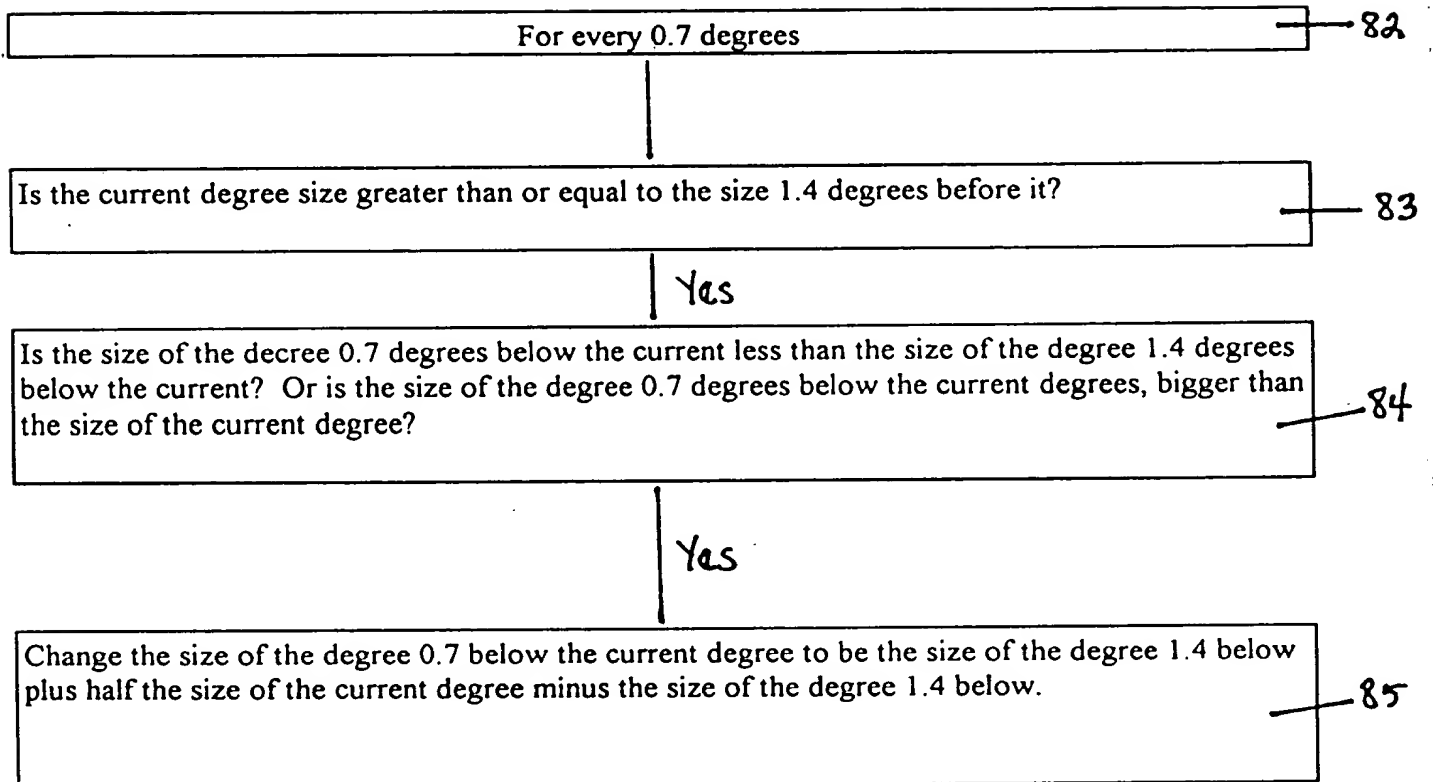 For every 0.7 degrees
82
Is the current degree size greater than or equal to the size 1.4 degrees before it?
83
Yes
Is the size of the decree 0.7 degrees below the current less than the size of the degree 1.4 degrees
below the current? Or is the size of the degree 0.7 degrees below the current degrees, bigger than
the size of the current degree?
84
Yes
Change the size of the degree 0.7 below the current degree to be the size of the degree 1.4 below
plus half the size of the current degree minus the size of the degree 1.4 below.
85